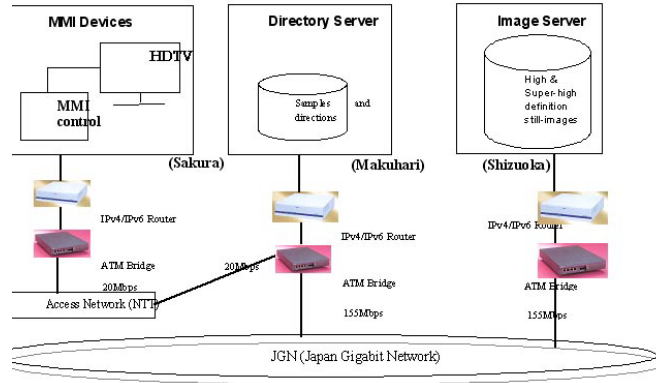 MMI Devices
HDTV
MMI
control
(Sakura)
IPv4/IPv6 Router
ATM Bridge
20Mbps
Access Network (NTT)
Directory Server
Samples and
directions
(Makuhari)
IPv4/IPv6 Router
20Mbps
ATM Bridge
155Mbps
Image Server
High &
Super-high
definition
still-images
(Shizuoka)
IPv4/IPv6 Router
ATM Bridge
155Mbps
JGN (Japan Gigabit Network)